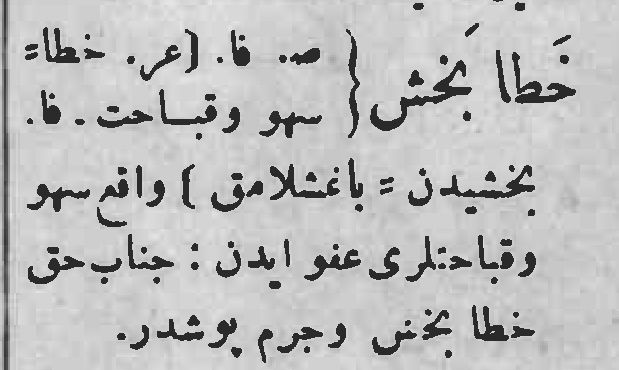 خَطا بَخش { صـ. فا. [عر. خطا=
سهو وقباحت. فا.
بخشیدن = باغشلامق ] واقع سهو
وقباحتلری عفو ایدن : جناب حق
خطا بخش وجرم پوشدر.